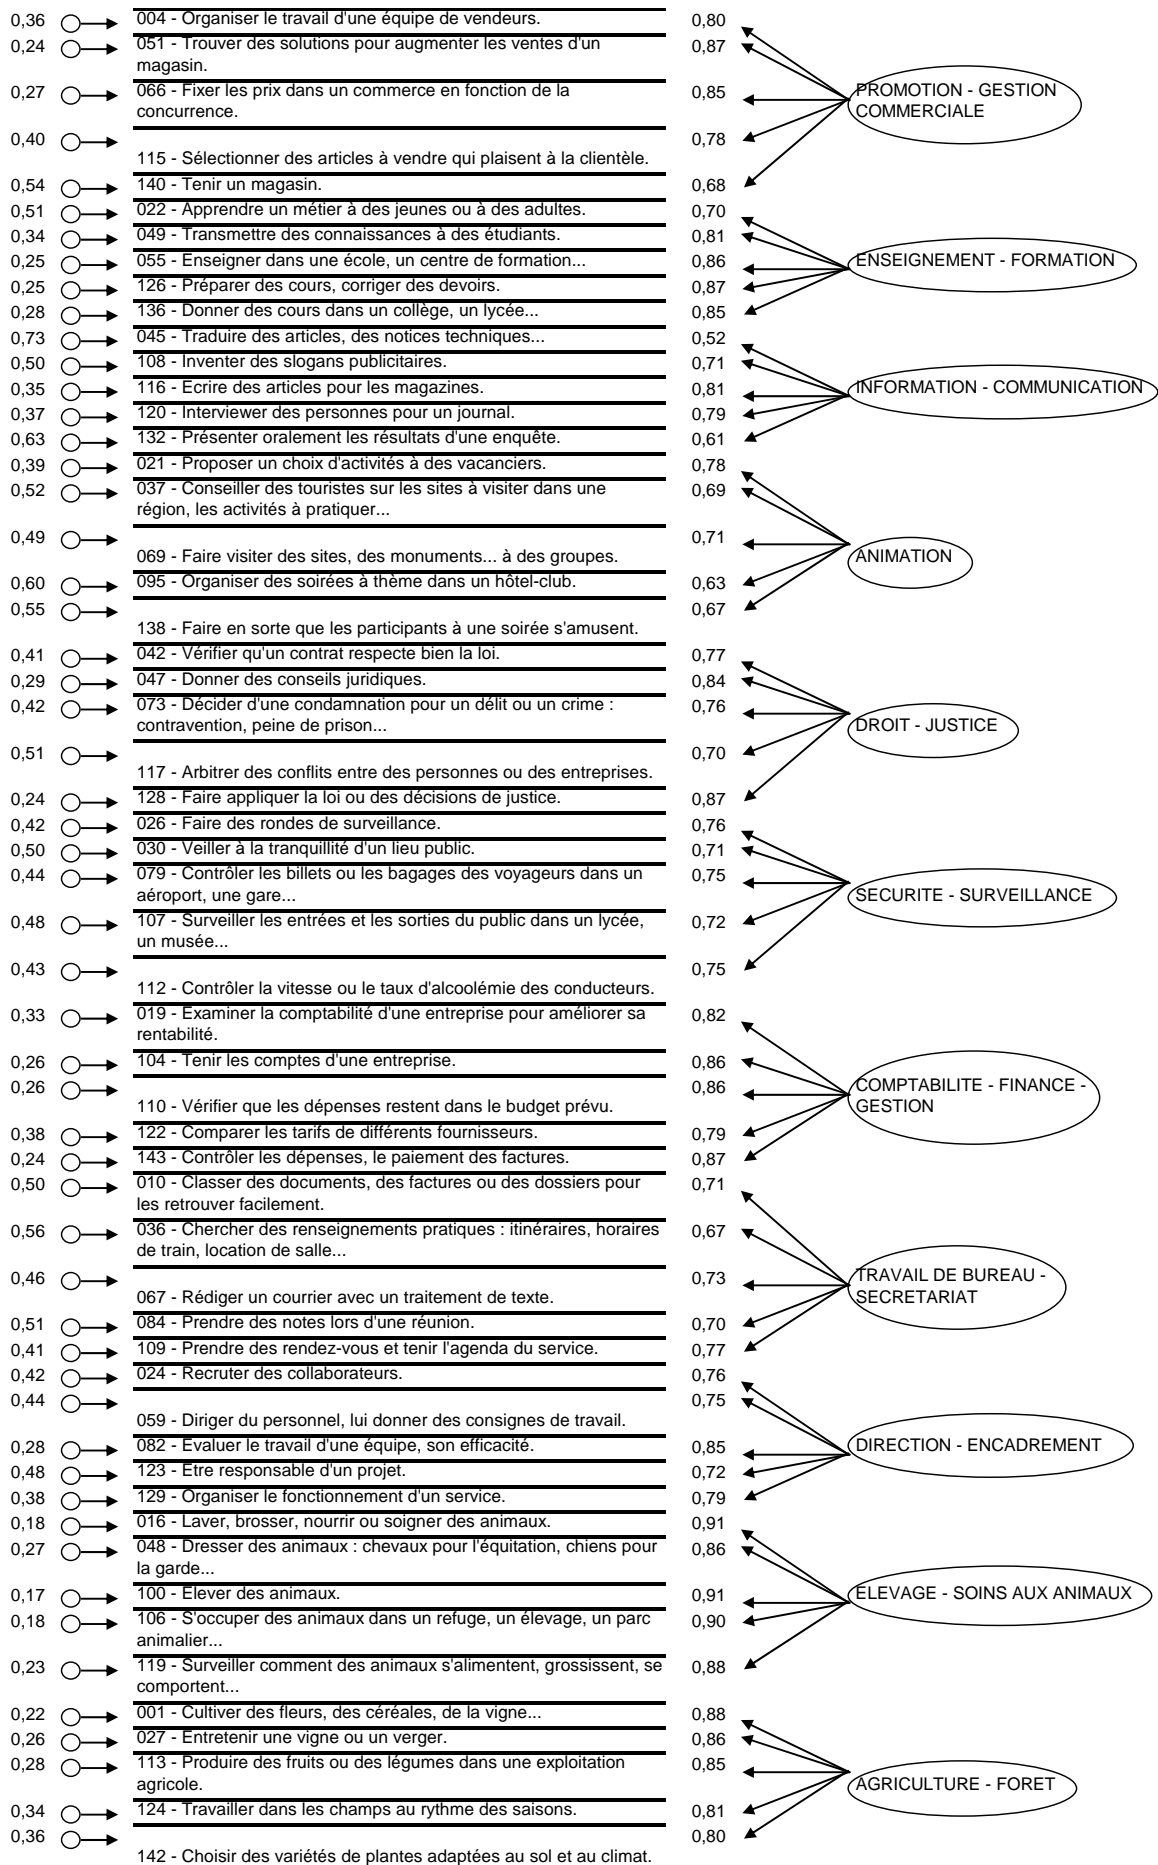 0,36 004 - Organiser le travail d'une équipe de vendeurs. 0,80
0,24 051 - Trouver des solutions pour augmenter les ventes d'un 0,87
magasin.
0,27 066 - Fixer les prix dans un commerce en fonction de la 0,85 PROMOTION - GESTION
concurrence. COMMERCIALE
0,40 0,78
115 - Sélectionner des articles à vendre qui plaisent à la clientèle.
0,54 140 - Tenir un magasin. 0,68
0,51 022 - Apprendre un métier à des jeunes ou à des adultes. 0,70
0,34 049 - Transmettre des connaissances à des étudiants. 0,81
0,25 055 - Enseigner dans une école, un centre de formation... 0,86 ENSEIGNEMENT - FORMATION
0,25 126 - Préparer des cours, corriger des devoirs. 0,87
0,28 136 - Donner des cours dans un collège, un lycée... 0,85
0,73 045 - Traduire des articles, des notices techniques... 0,52
0,50 108 - Inventer des slogans publicitaires. 0,71
0,35 116 - Ecrire des articles pour les magazines. 0,81 INFORMATION - COMMUNICATION
0,37 120 - Interviewer des personnes pour un journal. 0,79
0,63 132 - Présenter oralement les résultats d'une enquête. 0,61
0,39 021 - Proposer un choix d'activités à des vacanciers. 0,78
0,52 037 - Conseiller des touristes sur les sites à visiter dans une 0,69
région, les activités à pratiquer...
0,49 0,71
069 - Faire visiter des sites, des monuments... à des groupes. ANIMATION
0,60 095 - Organiser des soirées à thème dans un hôtel-club. 0,63
0,55 0,67
138 - Faire en sorte que les participants à une soirée s'amusent.
0,41 042 - Vérifier qu'un contrat respecte bien la loi. 0,77
0,29 047 - Donner des conseils juridiques. 0,84
0,42 073 - Décider d'une condamnation pour un délit ou un crime : 0,76
contravention, peine de prison... DROIT - JUSTICE
0,51 0,70
117 - Arbitrer des conflits entre des personnes ou des entreprises.
0,24 128 - Faire appliquer la loi ou des décisions de justice. 0,87
0,42 026 - Faire des rondes de surveillance. 0,76
0,50 030 - Veiller à la tranquillité d'un lieu public. 0,71
0,44 079 - Contrôler les billets ou les bagages des voyageurs dans un 0,75
aéroport, une gare... SECURITE - SURVEILLANCE
0,48 107 - Surveiller les entrées et les sorties du public dans un lycée, 0,72
un musée...
0,43 0,75
112 - Contrôler la vitesse ou le taux d'alcoolémie des conducteurs.
0,33 019 - Examiner la comptabilité d'une entreprise pour améliorer sa 0,82
rentabilité.
0,26 104 - Tenir les comptes d'une entreprise. 0,86
0,26 0,86 COMPTABILITE - FINANCE -
110 - Vérifier que les dépenses restent dans le budget prévu. GESTION
0,38 122 - Comparer les tarifs de différents fournisseurs. 0,79
0,24 143 - Contrôler les dépenses, le paiement des factures. 0,87
0,50 010 - Classer des documents, des factures ou des dossiers pour 0,71
les retrouver facilement.
0,56 036 - Chercher des renseignements pratiques : itinéraires, horaires 0,67
de train, location de salle...
0,46 0,73 TRAVAIL DE BUREAU -
067 - Rédiger un courrier avec un traitement de texte. SECRETARIAT
0,51 084 - Prendre des notes lors d'une réunion. 0,70
0,41 109 - Prendre des rendez-vous et tenir l'agenda du service. 0,77
0,42 024 - Recruter des collaborateurs. 0,76
0,44 0,75
059 - Diriger du personnel, lui donner des consignes de travail.
0,28 082 - Evaluer le travail d'une équipe, son efficacité. 0,85 DIRECTION - ENCADREMENT
0,48 123 - Etre responsable d'un projet. 0,72
0,38 129 - Organiser le fonctionnement d'un service. 0,79
0,18 016 - Laver, brosser, nourrir ou soigner des animaux. 0,91
0,27 048 - Dresser des animaux : chevaux pour l'équitation, chiens pour 0,86
la garde...
0,17 100 - Elever des animaux. 0,91 ELEVAGE - SOINS AUX ANIMAUX
0,18 106 - S'occuper des animaux dans un refuge, un élevage, un parc 0,90
animalier...
0,23 119 - Surveiller comment des animaux s'alimentent, grossissent, se 0,88
comportent...
0,22 001 - Cultiver des fleurs, des céréales, de la vigne... 0,88
0,26 027 - Entretenir une vigne ou un verger. 0,86
0,28 113 - Produire des fruits ou des légumes dans une exploitation 0,85
agricole. AGRICULTURE - FORET
0,34 124 - Travailler dans les champs au rythme des saisons. 0,81
0,36 0,80
142 - Choisir des variétés de plantes adaptées au sol et au climat.